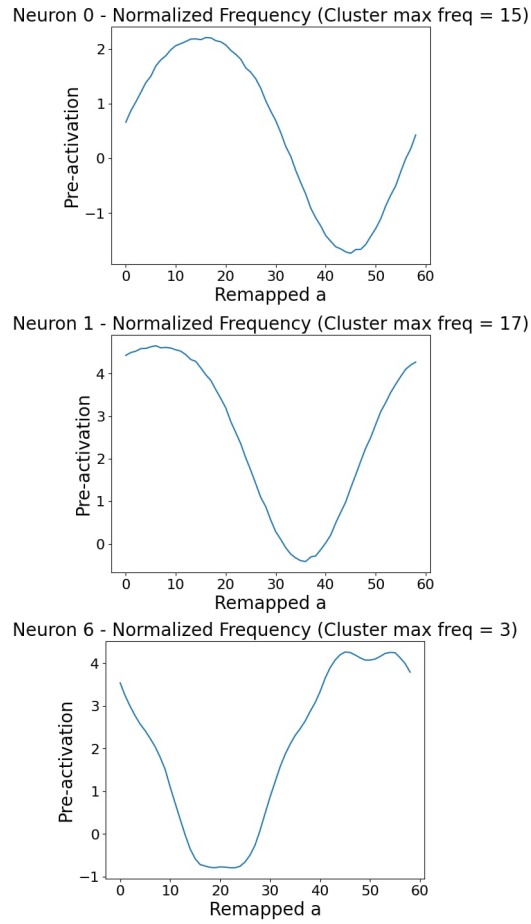 Neuron 0 - Normalized Frequency (Cluster max freq = 15)
2
1
0
−1
Pre-activation
0 10 20 30 40 50 60
Remapped a
Neuron 1 - Normalized Frequency (Cluster max freq = 17)
4
3
2
1
0
Pre-activation
0 10 20 30 40 50 60
Remapped a
Neuron 6 - Normalized Frequency (Cluster max freq = 3)
4
3
2
1
0
−1
Pre-activation
0 10 20 30 40 50 60
Remapped a